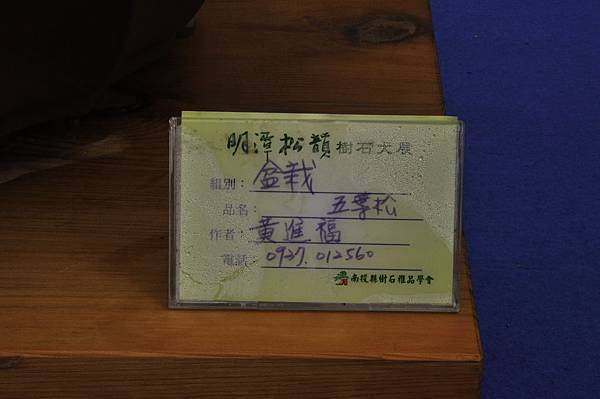 明潭松韻樹石大展
組別：盆栽
品名：五葉松
作者：黃進福
電話：0927.012560
南投縣樹石雅品學會